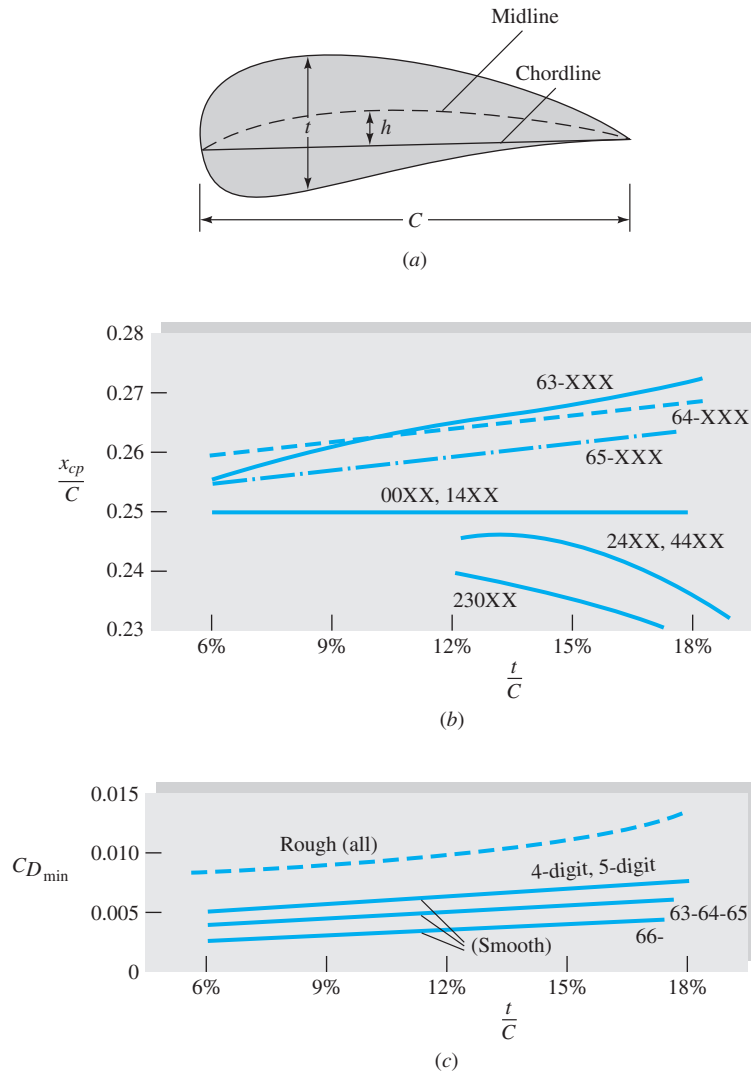 Midline
Chordline
t
h
C
(a)
0.28
0.27
0.26
0.25
0.24
0.23
x_cp
C
63-XXX
64-XXX
65-XXX
00XX, 14XX
24XX, 44XX
230XX
6%
9%
12%
15%
18%
t
C
(b)
0.015
0.010
0.005
0
C_D_min
Rough (all)
4-digit, 5-digit
63-64-65
(Smooth)
66-
6%
9%
12%
15%
18%
t
C
(c)